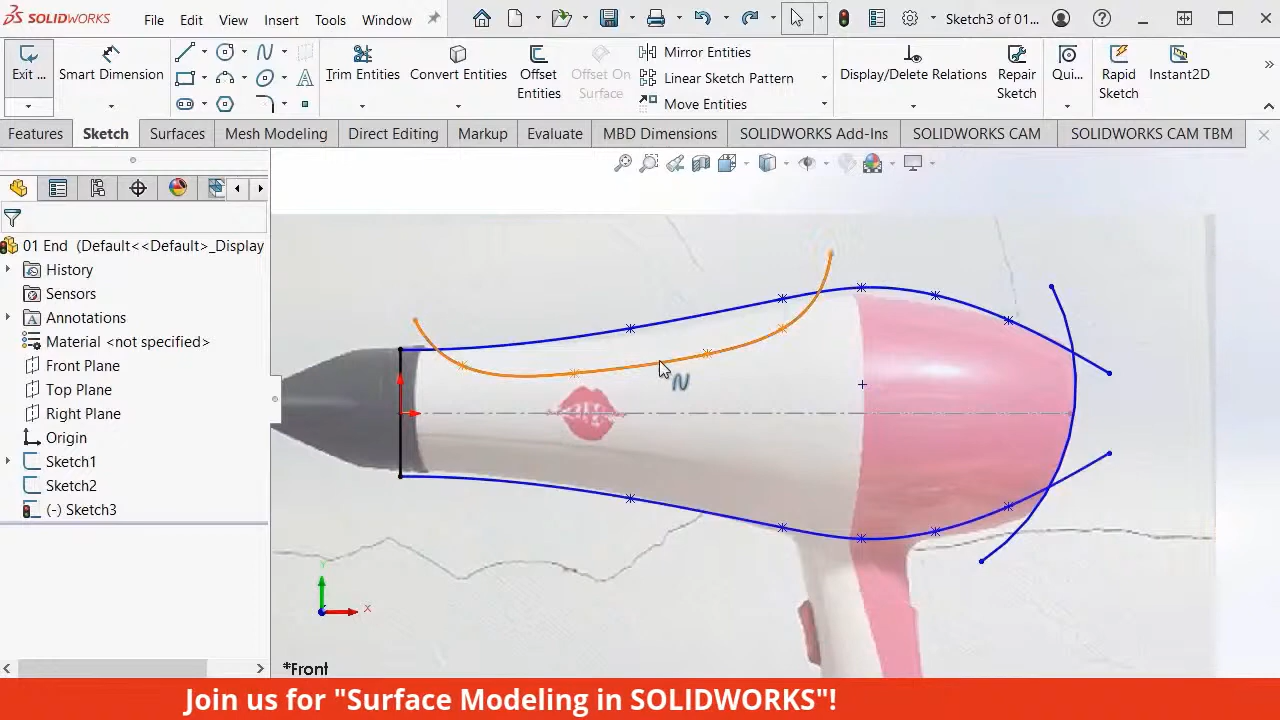 SOLIDWORKS File Edit View Insert Tools Window Sketch3 of 01...
Exit ... Smart Dimension Trim Entities Convert Entities Offset Entities Offset On Surface Mirror Entities Linear Sketch Pattern Move Entities Display/Delete Relations Repair Sketch Qui... Rapid Sketch Instant2D
Features Sketch Surfaces Mesh Modeling Direct Editing Markup Evaluate MBD Dimensions SOLIDWORKS Add-Ins SOLIDWORKS CAM SOLIDWORKS CAM TBM
01 End (Default<<Default>_Display
History
Sensors
Annotations
Material <not specified>
Front Plane
Top Plane
Right Plane
Origin
Sketch1
Sketch2
(-) Sketch3
Y
X
*Front
Join us for "Surface Modeling in SOLIDWORKS"!